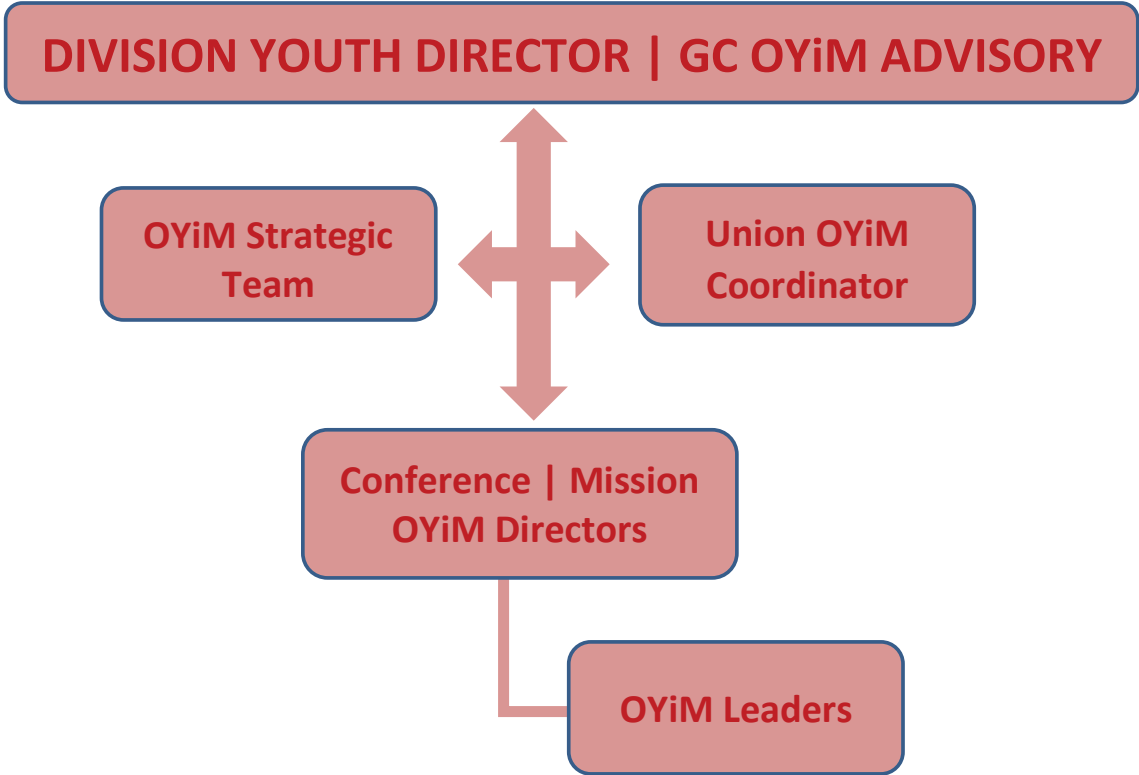 DIVISION YOUTH DIRECTOR | GC OYiM ADVISORY
OYiM Strategic
Team
Union OYiM
Coordinator
Conference | Mission
OYiM Directors
OYiM Leaders